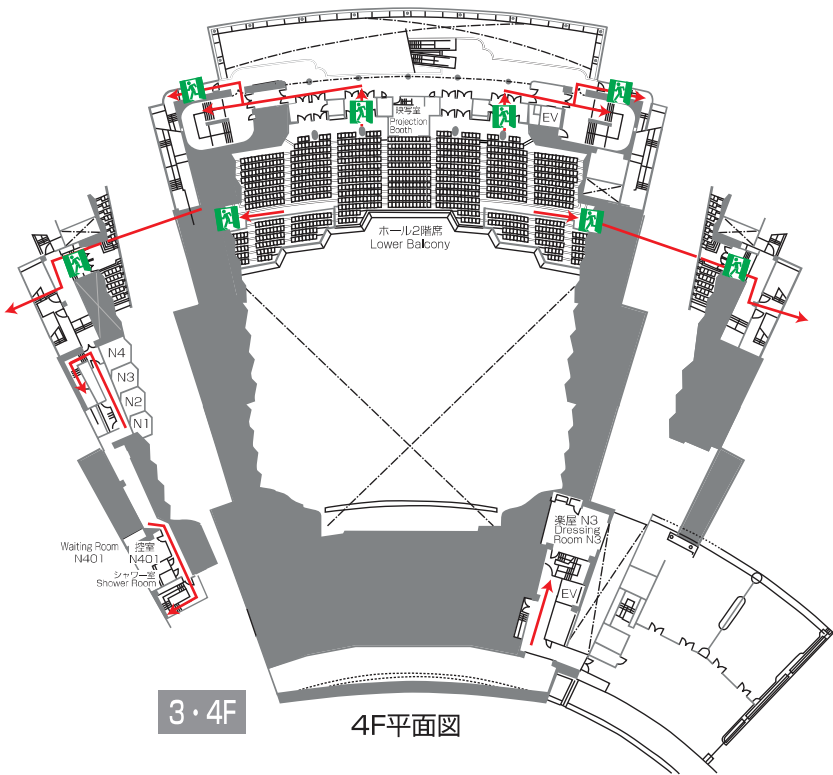 映写室
Projection
Booth
EV
ホール2階席
Lower Balcony
N4
N3
N2
N1
楽屋 N3
Dressing
Room N3
Waiting Room
N401
控室
N401
シャワー室
Shower Room
EV
3・4F
4F平面図